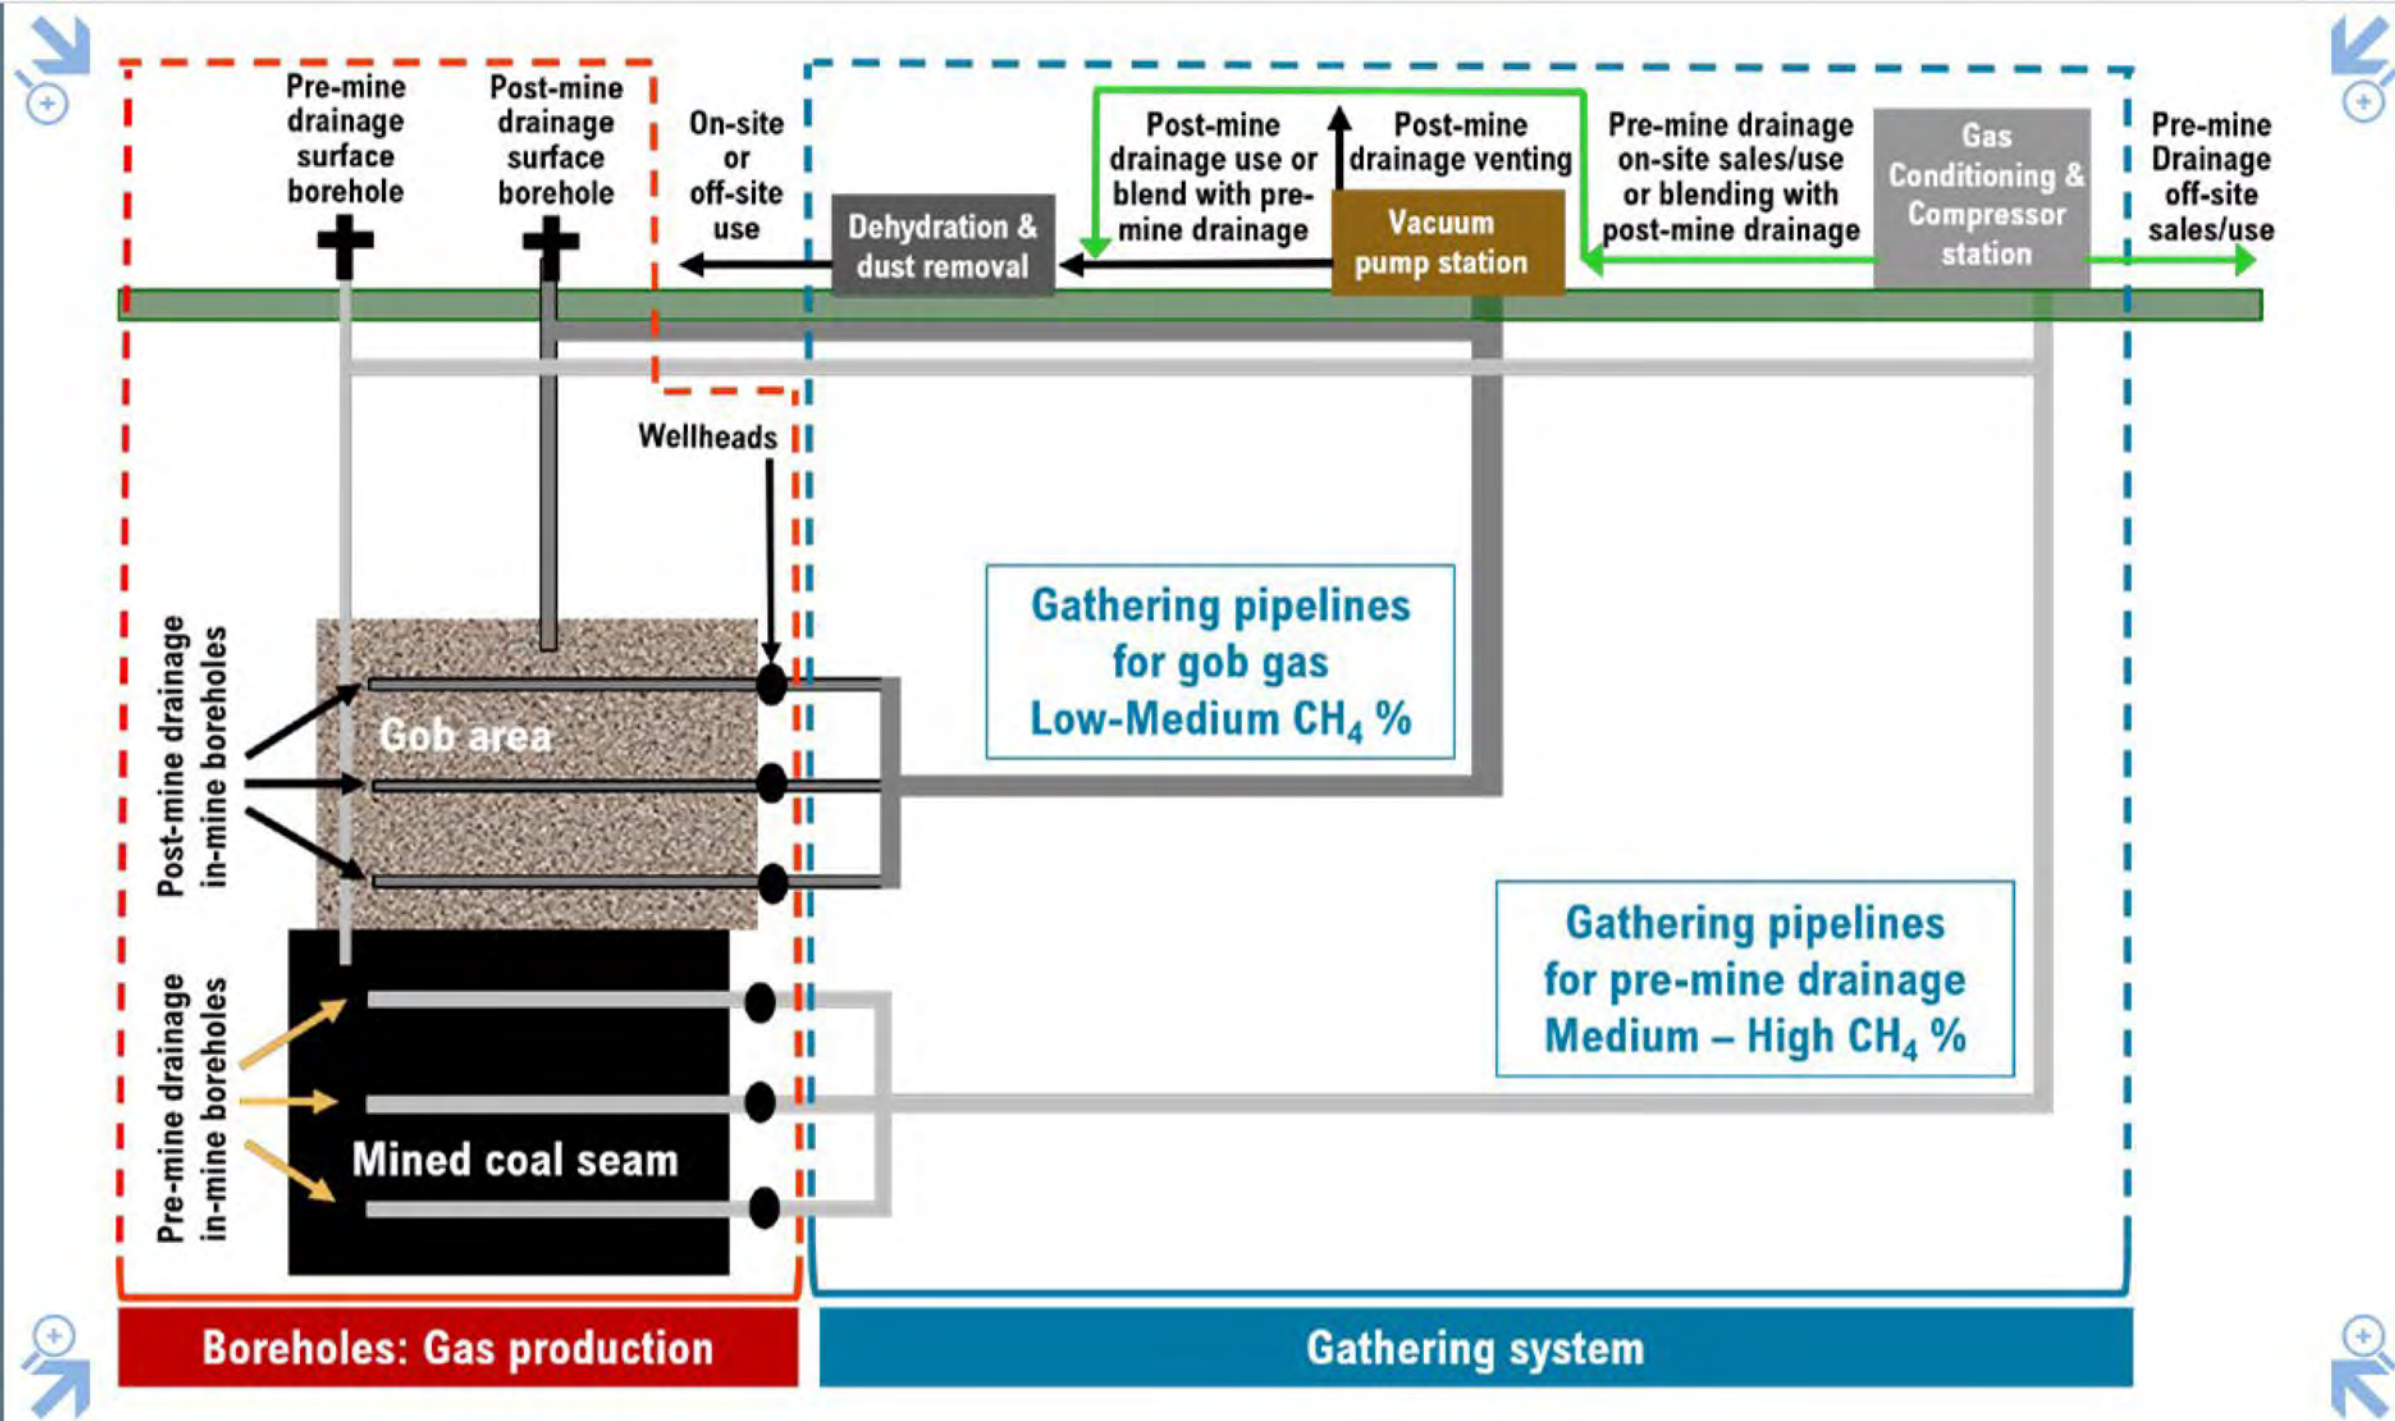 Pre-mine
drainage
surface
borehole
Post-mine
drainage
surface
borehole
On-site
or
off-site
use
Dehydration &
dust removal
Post-mine
drainage use or
blend with pre-
mine drainage
Post-mine
drainage venting
Vacuum
pump station
Pre-mine drainage
on-site sales/use
or blending with
post-mine drainage
Gas
Conditioning &
Compressor
station
Pre-mine
Drainage
off-site
sales/use
Wellheads
Post-mine drainage
in-mine boreholes
Gob area
Gathering pipelines
for gob gas
Low-Medium CH₄ %
Pre-mine drainage
in-mine boreholes
Mined coal seam
Gathering pipelines
for pre-mine drainage
Medium – High CH₄ %
Boreholes: Gas production
Gathering system